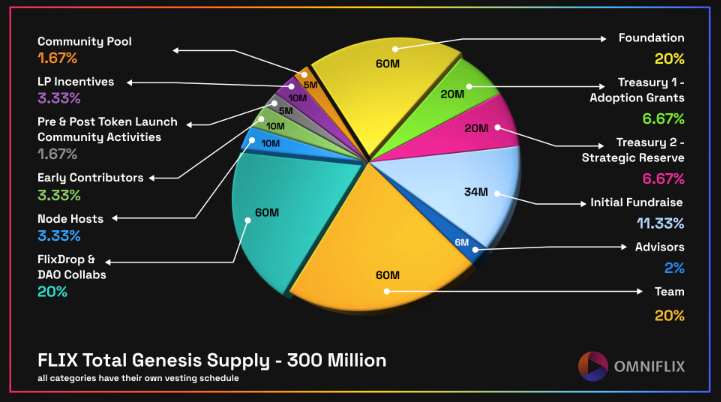 Community Pool
1.67%
LP Incentives
3.33%
Pre & Post Token Launch
Community Activities
1.67%
Early Contributors
3.33%
Node Hosts
3.33%
FlixDrop &
DAO Collabs
20%
60M
5M
10M
5M
10M
10M
60M
20M
20M
34M
6M
60M
Foundation
20%
Treasury 1 -
Adoption Grants
6.67%
Treasury 2 -
Strategic Reserve
6.67%
Initial Fundraise
11.33%
Advisors
2%
Team
20%
FLIX Total Genesis Supply - 300 Million
all categories have their own vesting schedule
OMNIFLIX